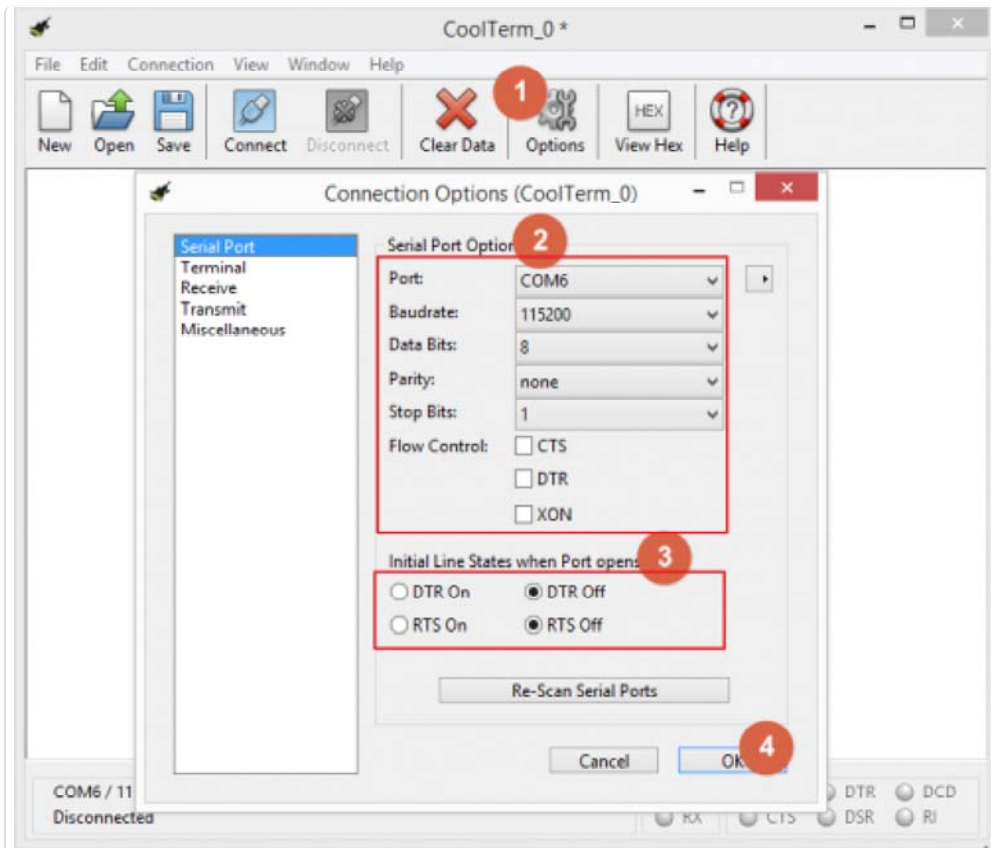 CoolTerm_0 *
File Edit Connection View Window Help
1
New Open Save Connect Disconnect Clear Data Options View Hex Help
HEX
Connection Options (CoolTerm_0)
2
Serial Port
Terminal
Receive
Transmit
Miscellaneous
Serial Port
Port: COM6
Baudrate: 115200
Data Bits: 8
Parity: none
Stop Bits: 1
Flow Control: CTS
DTR
XON
3
Initial Line States when Port opens
DTR On DTR Off
RTS On RTS Off
Re-Scan Serial Ports
4
Cancel OK
COM6 / 11
Disconnected
RX CTS
DTR DCD
DSR RI